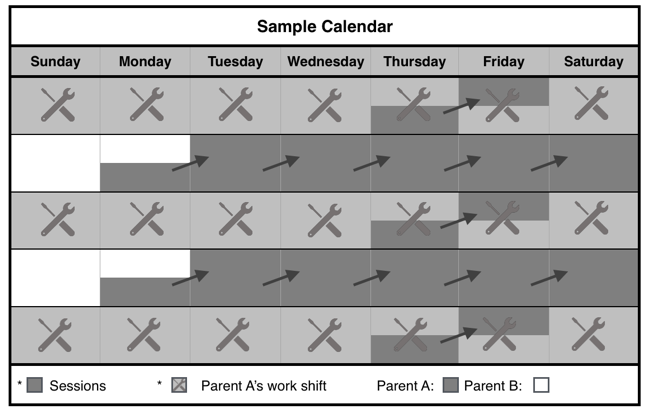 Sample Calendar
Sunday Monday Tuesday Wednesday Thursday Friday Saturday
* Sessions * Parent A's work shift Parent A: Parent B: